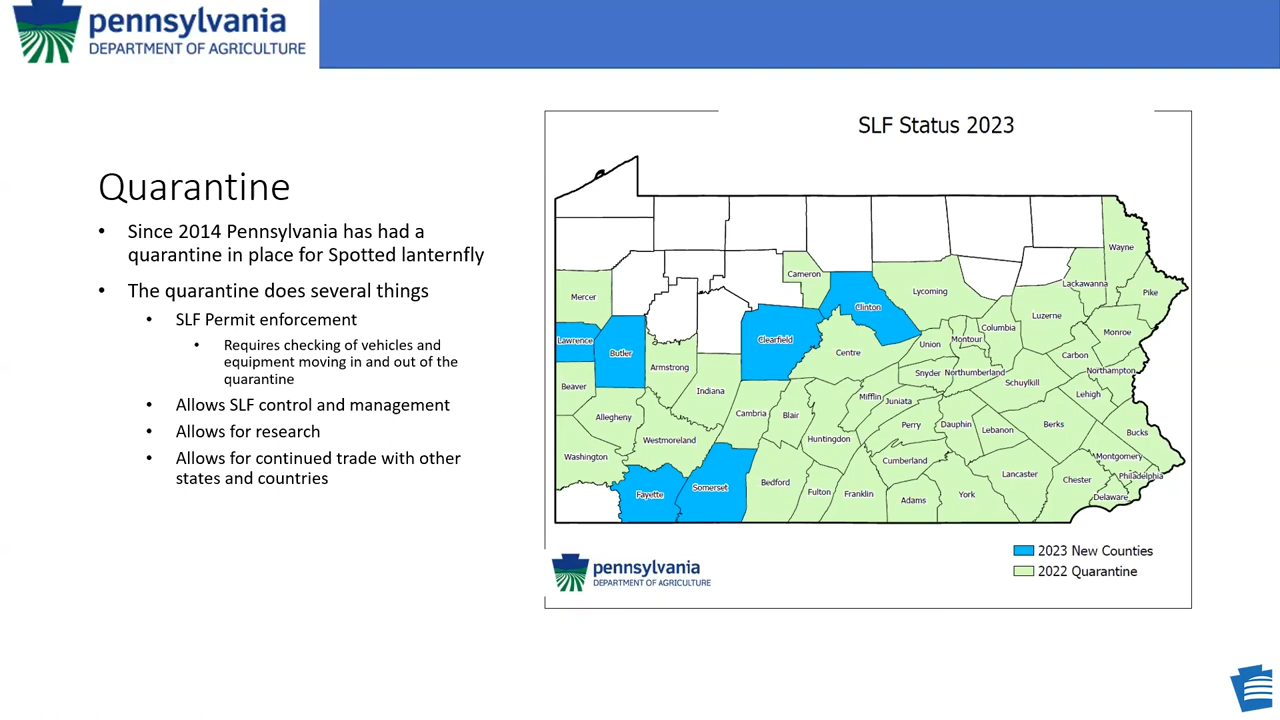 pennsylvania
DEPARTMENT OF AGRICULTURE
Quarantine
• Since 2014 Pennsylvania has had a
quarantine in place for Spotted lanternfly
• The quarantine does several things
• SLF Permit enforcement
• Requires checking of vehicles and
equipment moving in and out of the
quarantine
• Allows SLF control and management
• Allows for research
• Allows for continued trade with other
states and countries
SLF Status 2023
Wayne
Cameron
Lackawanna
Mercer
Lycoming
Pike
Clinton
Luzerne
Columbia
Monroe
Lawrence
Clearfield
Union
Montour
Butler
Centre
Carbon
Armstrong
Snyder
Northumberland
Northampton
Beaver
Indiana
Schuylkill
Lehigh
Mifflin
Juniata
Allegheny
Cambria
Blair
Perry
Dauphin
Lebanon
Berks
Bucks
Westmoreland
Huntingdon
Washington
Cumberland
Montgomery
Lancaster
Chester
Philadelphia
Fayette
Somerset
Bedford
Fulton
Franklin
Adams
York
Delaware
2023 New Counties
2022 Quarantine
pennsylvania
DEPARTMENT OF AGRICULTURE